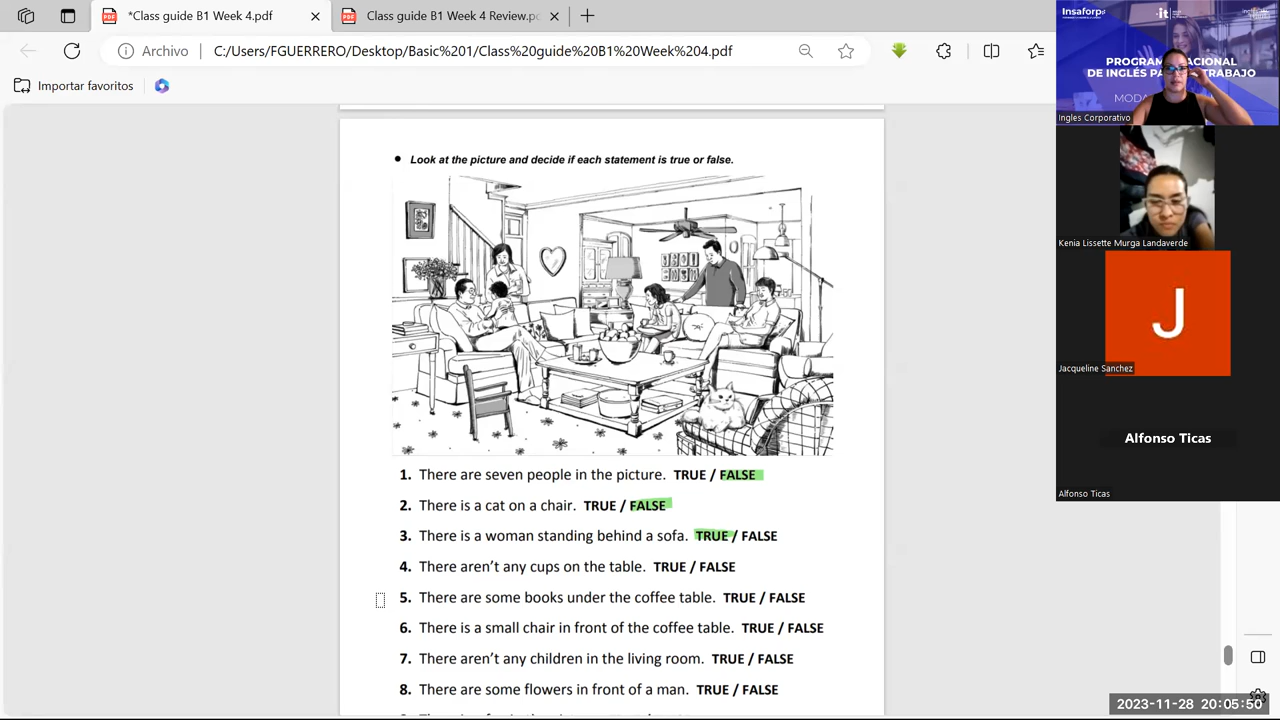 *Class guide B1 Week 4.pdf
Class guide B1 Week 2 Review.pdf
Archivo
C:/Users/FGUERRERO/Desktop/Basic%201/Class%20guide%20B1%20Week%204.pdf
Importar favoritos
Look at the picture and decide if each statement is true or false.
1. There are seven people in the picture. TRUE / FALSE
2. There is a cat on a chair. TRUE / FALSE
3. There is a woman standing behind a sofa. TRUE / FALSE
4. There aren't any cups on the table. TRUE / FALSE
5. There are some books under the coffee table. TRUE / FALSE
6. There is a small chair in front of the coffee table. TRUE / FALSE
7. There aren't any children in the living room. TRUE / FALSE
8. There are some flowers in front of a man. TRUE / FALSE
Insaforp
it
Ingles Corporativo
Kenia Lissette Murga Landaverde
J
Jacqueline Sanchez
Alfonso Ticas
Alfonso Ticas
2023-11-28 20:05:50